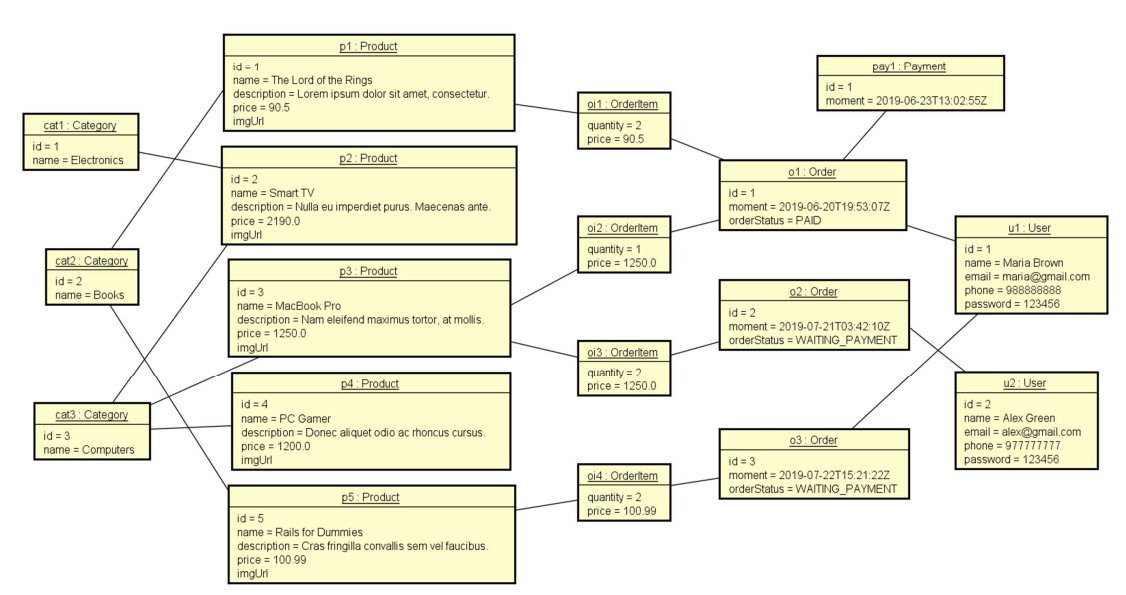 cat1 : Category
id = 1
name = Electronics
cat2 : Category
id = 2
name = Books
cat3 : Category
id = 3
name = Computers
p1 : Product
id = 1
name = The Lord of the Rings
description = Lorem ipsum dolor sit amet, consectetur.
price = 90.5
imgUrl
p2 : Product
id = 2
name = Smart TV
description = Nulla eu imperdiet purus. Maecenas ante.
price = 2190.0
imgUrl
p3 : Product
id = 3
name = MacBook Pro
description = Nam eleifend maximus tortor, at mollis.
price = 1250.0
imgUrl
p4 : Product
id = 4
name = PC Gamer
description = Donec aliquet odio ac rhoncus cursus.
price = 1200.0
imgUrl
p5 : Product
id = 5
name = Rails for Dummies
description = Cras fringilla convallis sem vel faucibus.
price = 100.99
imgUrl
oi1 : OrderItem
quantity = 2
price = 90.5
oi2 : OrderItem
quantity = 1
price = 1250.0
oi3 : OrderItem
quantity = 2
price = 1250.0
oi4 : OrderItem
quantity = 2
price = 100.99
pay1 : Payment
id = 1
moment = 2019-06-23T13:02:55Z
o1 : Order
id = 1
moment = 2019-06-20T19:53:07Z
orderStatus = PAID
o2 : Order
id = 2
moment = 2019-07-21T03:42:10Z
orderStatus = WAITING_PAYMENT
o3 : Order
id = 3
moment = 2019-07-22T15:21:22Z
orderStatus = WAITING_PAYMENT
u1 : User
id = 1
name = Maria Brown
email = maria@gmail.com
phone = 988888888
password = 123456
u2 : User
id = 2
name = Alex Green
email = alex@gmail.com
phone = 977777777
password = 123456